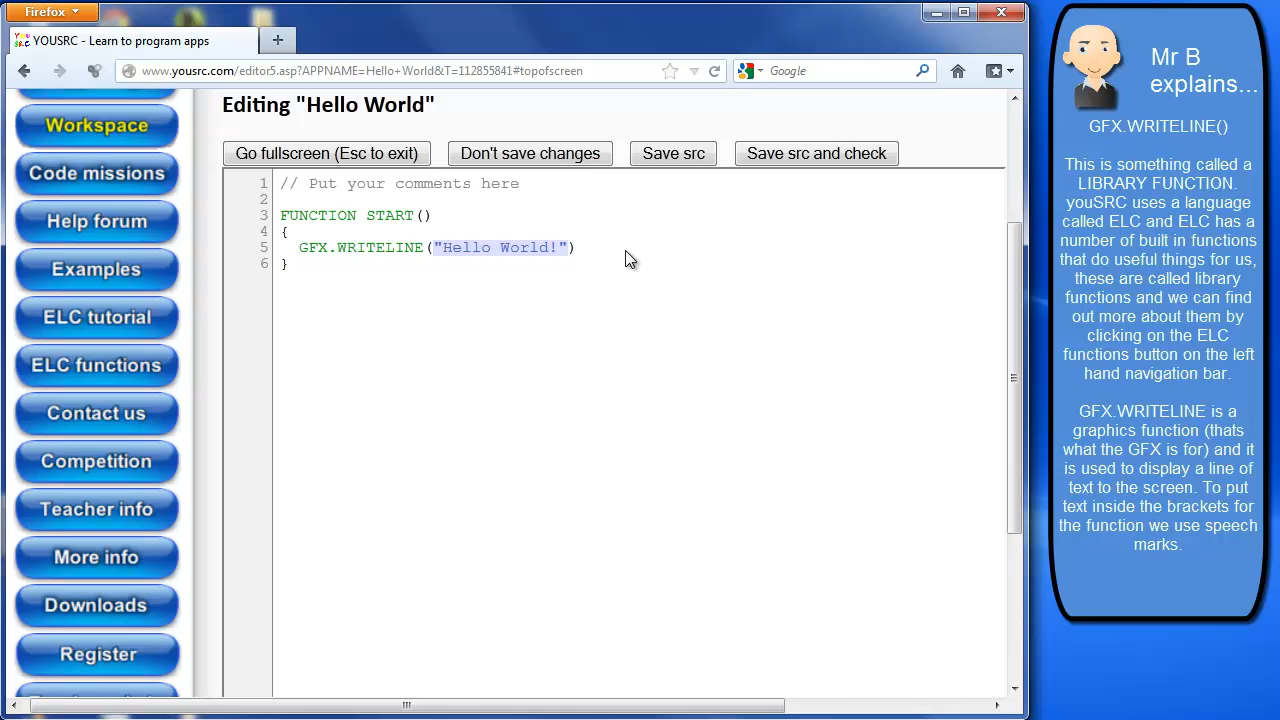 Firefox
YOUSRC - Learn to program apps
www.yousrc.com/editor5.asp?APPNAME=Hello+World&T=112855841#topofscreen
Google
Workspace
Code missions
Help forum
Examples
ELC tutorial
ELC functions
Contact us
Competition
Teacher info
More info
Downloads
Register
Editing "Hello World"
Go fullscreen (Esc to exit)
Don't save changes
Save src
Save src and check
1 // Put your comments here
2
3 FUNCTION START()
4 {
5 GFX.WRITELINE("Hello World!")
6 }
Mr B
explains...
GFX.WRITELINE()
This is something called a
LIBRARY FUNCTION.
youSRC uses a language
called ELC and ELC has a
number of built in functions
that do useful things for us,
these are called library
functions and we can find
out more about them by
clicking on the ELC
functions button on the left
hand navigation bar.
GFX.WRITELINE is a
graphics function (thats
what the GFX is for) and it
is used to display a line of
text to the screen. To put
text inside the brackets for
the function we use speech
marks.